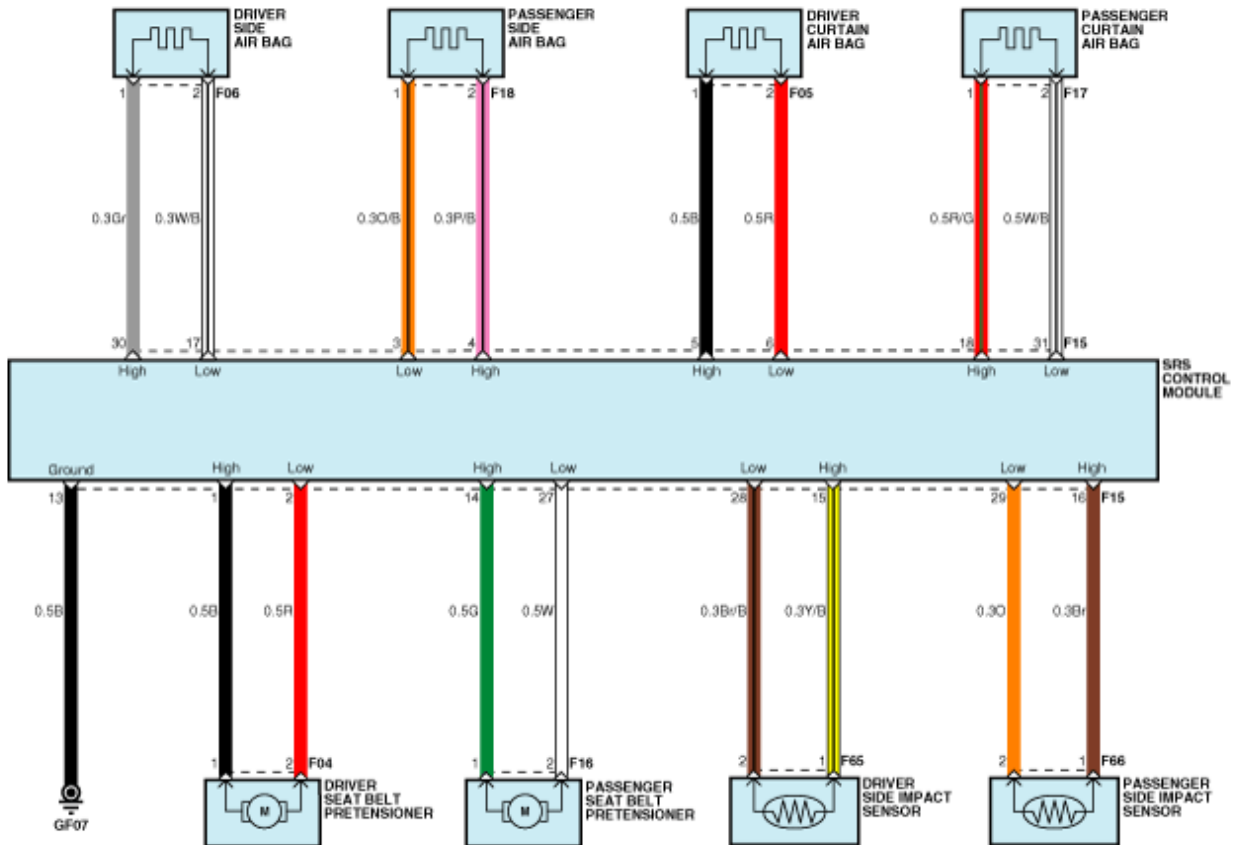 DRIVER
SIDE
AIR BAG
PASSENGER
SIDE
AIR BAG
DRIVER
CURTAIN
AIR BAG
PASSENGER
CURTAIN
AIR BAG
1 2 F06
1 2 F18
1 2 F05
1 2 F17
0.3Gr 0.3W/B
0.3O/B 0.3P/B
0.5B 0.5R
0.5R/G 0.5W/B
30 17 3 4 5 6 18 31 F15
High Low Low High High Low High Low
SRS
CONTROL
MODULE
Ground High Low High Low Low High Low High
13 1 2 14 27 28 15 29 16 F15
0.5B 0.5B 0.5R 0.5G 0.5W 0.3Br/B 0.3Y/B 0.3O 0.3Br
1 2 F04
1 2 F16
2 1 F65
2 1 F66
GF07
M
DRIVER
SEAT BELT
PRETENSIONER
M
PASSENGER
SEAT BELT
PRETENSIONER
DRIVER
SIDE IMPACT
SENSOR
PASSENGER
SIDE IMPACT
SENSOR